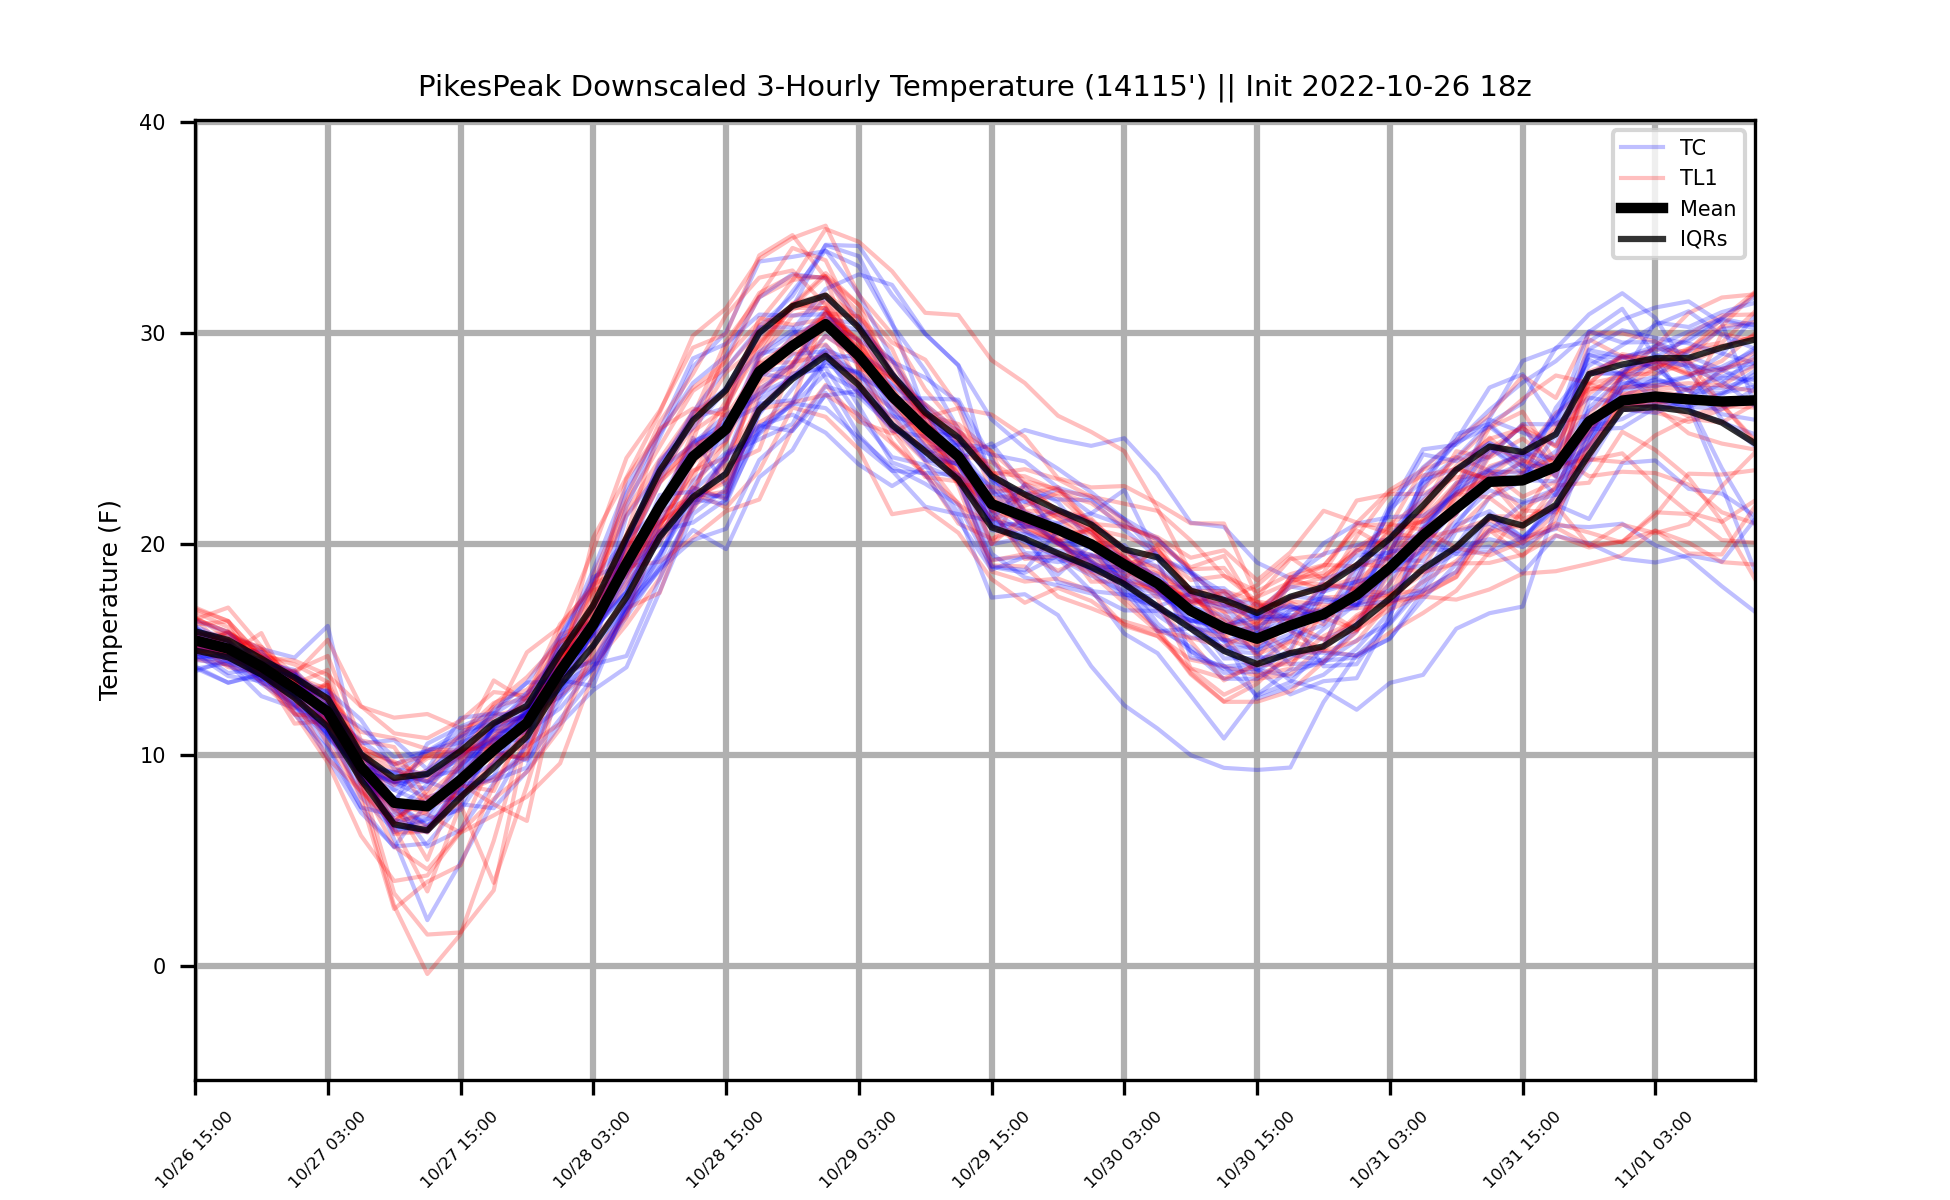 PikesPeak Downscaled 3-Hourly Temperature (14115') || Init 2022-10-26 18z
40
30
20
10
0
Temperature (F)
TC
TL1
Mean
IQRs
10/26 15:00
10/27 03:00
10/27 15:00
10/28 03:00
10/28 15:00
10/29 03:00
10/29 15:00
10/30 03:00
10/30 15:00
10/31 03:00
10/31 15:00
11/01 03:00